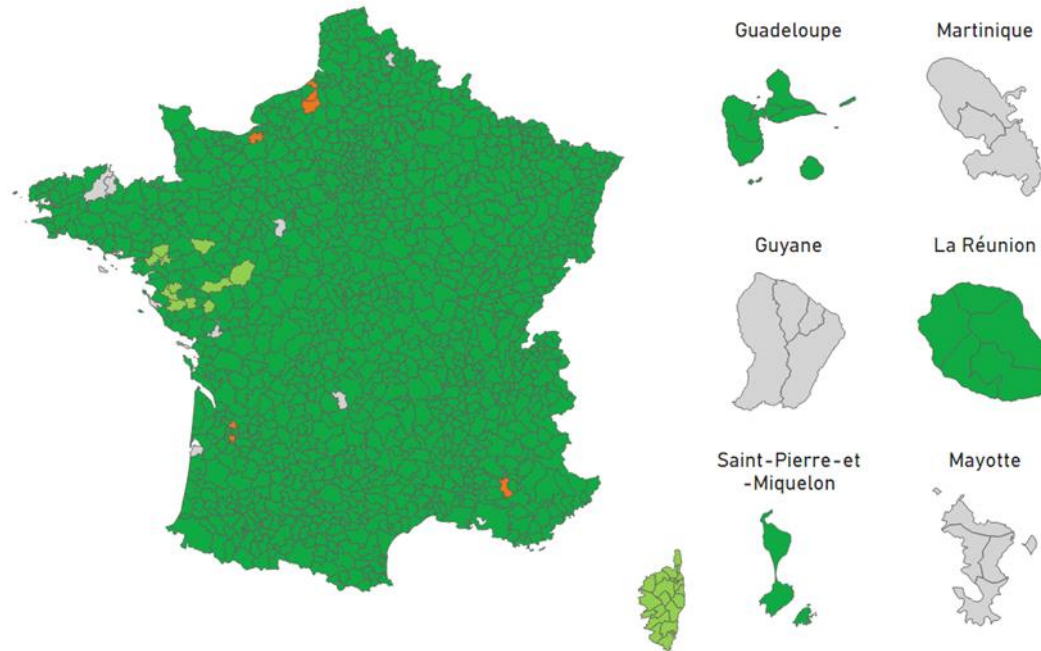 Guadeloupe
Martinique
Guyane
La Réunion
Saint-Pierre-et
-Miquelon
Mayotte